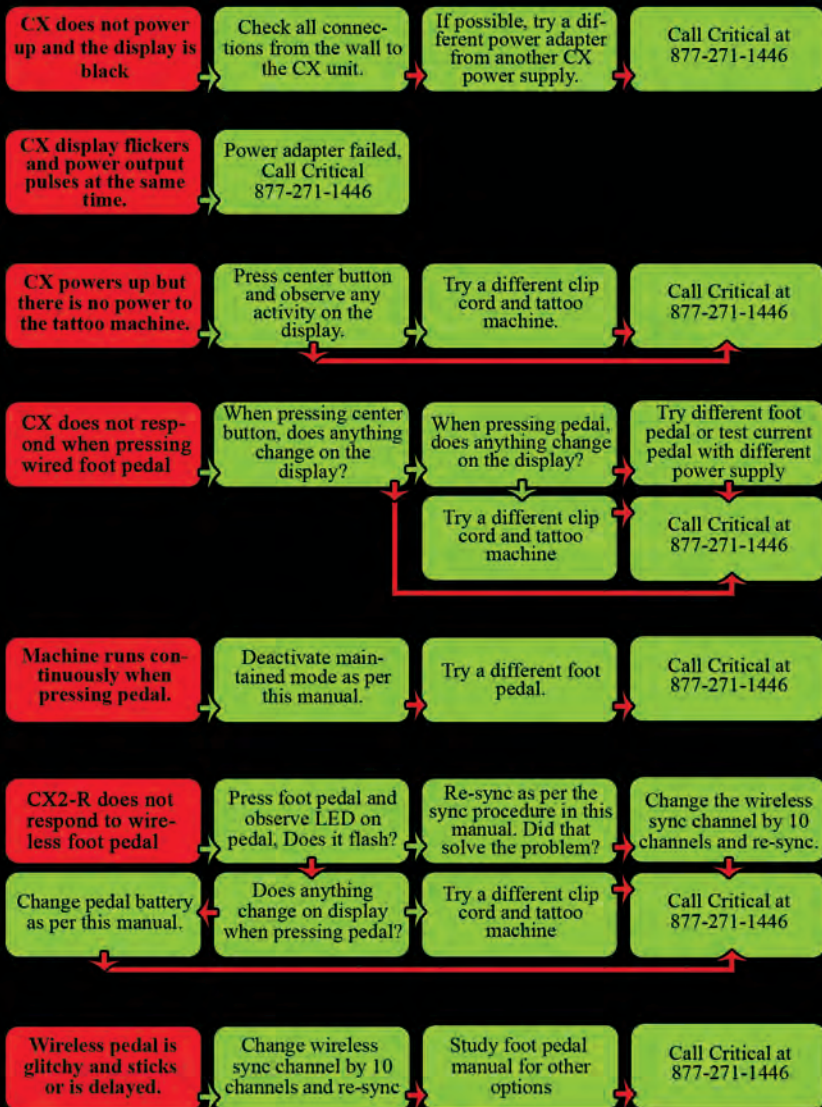 CX does not power
up and the display is
black
Check all connec-
tions from the wall to
the CX unit.
If possible, try a dif-
ferent power adapter
from another CX
power supply.
Call Critical at
877-271-1446
CX display flickers
and power output
pulses at the same
time.
Power adapter failed,
Call Critical
877-271-1446
CX powers up but
there is no power to
the tattoo machine.
Press center button
and observe any
activity on the
display.
Try a different clip
cord and tattoo
machine.
Call Critical at
877-271-1446
CX does not resp-
ond when pressing
wired foot pedal
When pressing center
button, does anything
change on the
display?
When pressing pedal,
does anything change
on the display?
Try different foot
pedal or test current
pedal with different
power supply
Try a different clip
cord and tattoo
machine
Call Critical at
877-271-1446
Machine runs con-
tinuously when
pressing pedal.
Deactivate main-
tained mode as per
this manual.
Try a different foot
pedal.
Call Critical at
877-271-1446
CX2-R does not
respond to wire-
less foot pedal
Press foot pedal and
observe LED on
pedal, Does it flash?
Re-sync as per the
sync procedure in this
manual. Did that
solve the problem?
Change the wireless
sync channel by 10
channels and re-sync.
Change pedal battery
as per this manual.
Does anything
change on display
when pressing pedal?
Try a different clip
cord and tattoo
machine
Call Critical at
877-271-1446
Wireless pedal is
glitchy and sticks
or is delayed.
Change wireless
sync channel by 10
channels and re-sync
Study foot pedal
manual for other
options
Call Critical at
877-271-1446